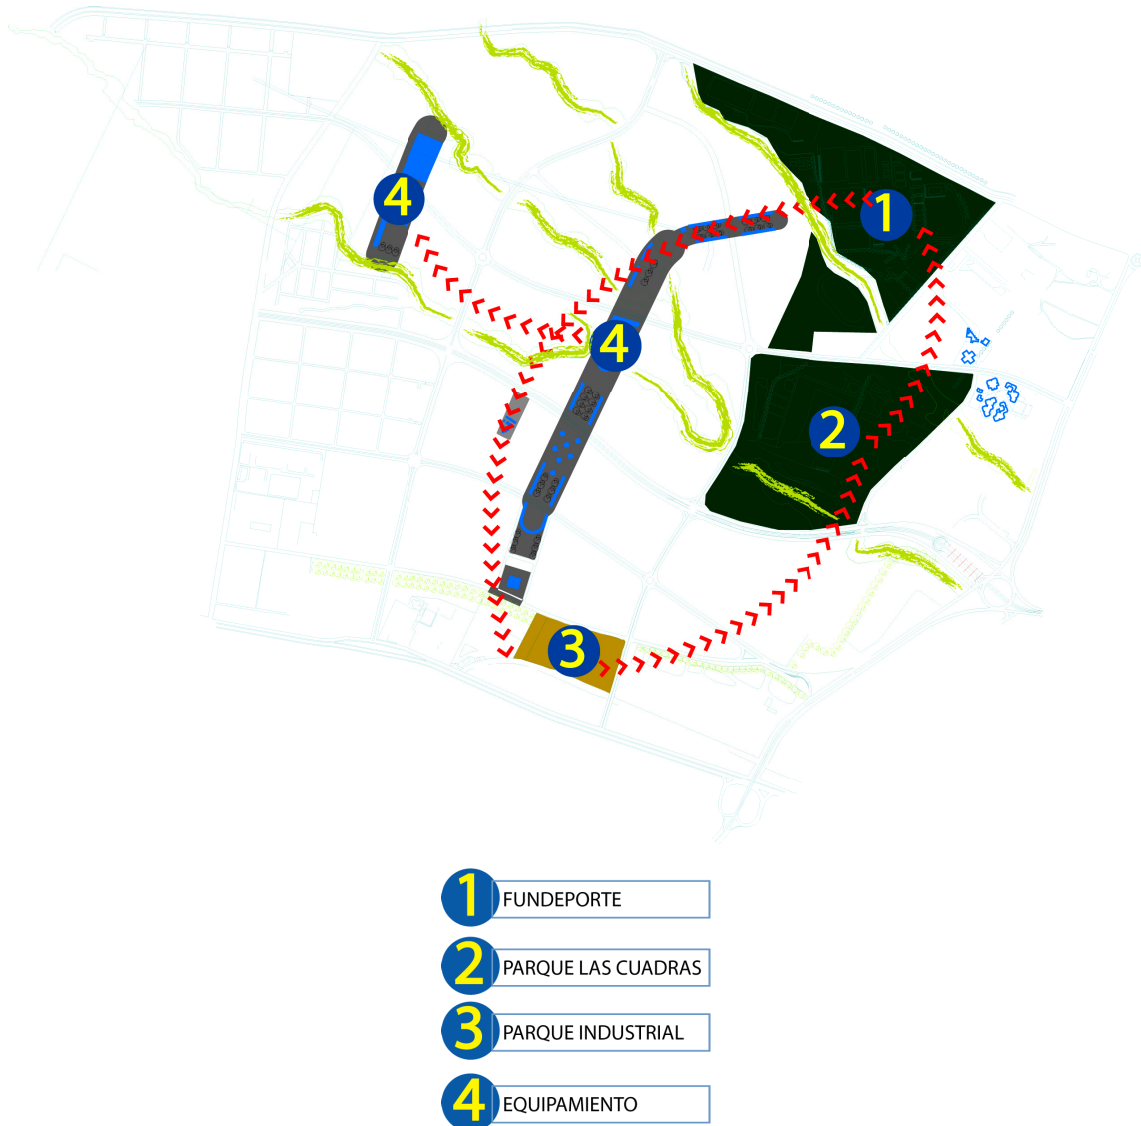 4
1
4
2
3
1 FUNDEPORTE
2 PARQUE LAS CUADRAS
3 PARQUE INDUSTRIAL
4 EQUIPAMIENTO